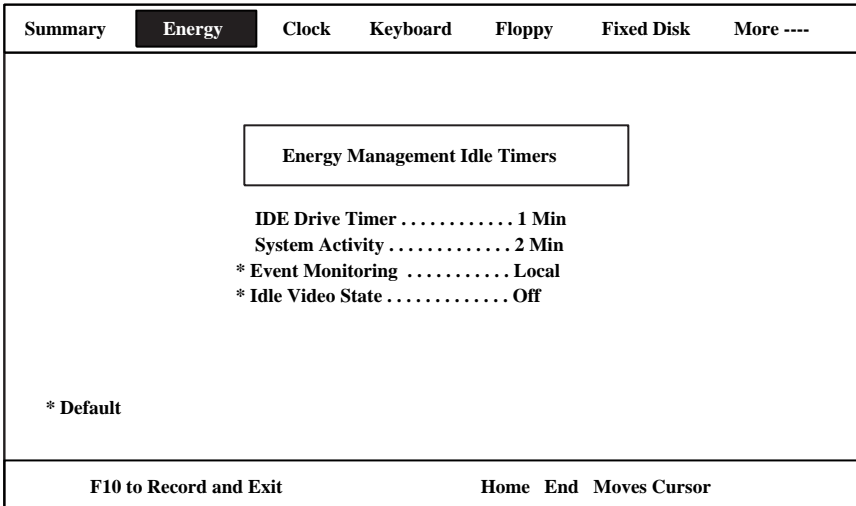 Summary Energy Clock Keyboard Floppy Fixed Disk More ----
Energy Management Idle Timers
IDE Drive Timer . . . . . . . . . . . . 1 Min
System Activity . . . . . . . . . . . . . 2 Min
* Event Monitoring . . . . . . . . . . . Local
* Idle Video State . . . . . . . . . . . . . Off
* Default
F10 to Record and Exit Home End Moves Cursor